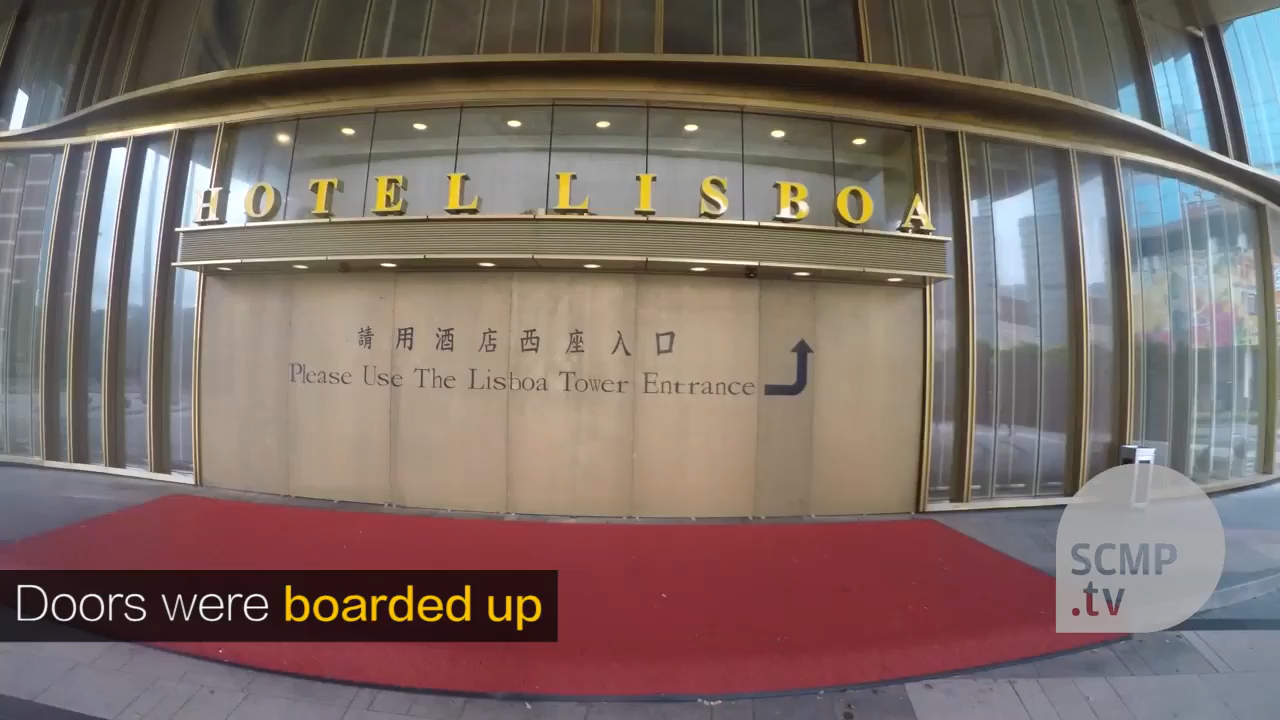 HOTEL LISBOA
請用酒店西座入口
Please Use The Lisboa Tower Entrance
Doors were boarded up
SCMP
.tv